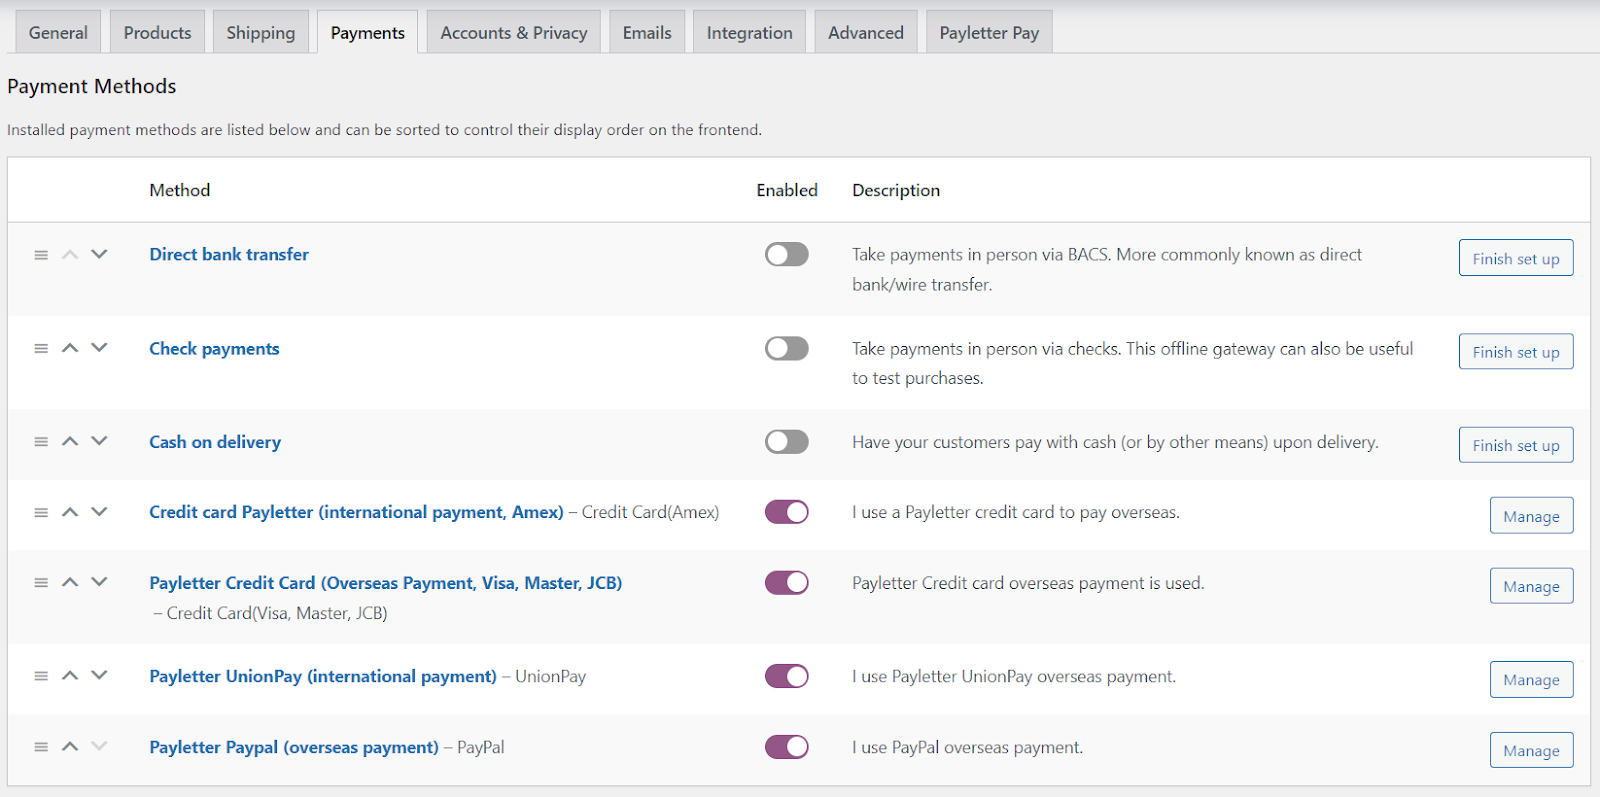 General Products Shipping Payments Accounts & Privacy Emails Integration Advanced Payletter Pay
Payment Methods
Installed payment methods are listed below and can be sorted to control their display order on the frontend.
Method Enabled Description
Direct bank transfer Take payments in person via BACS. More commonly known as direct Finish set up
bank/wire transfer.
Check payments Take payments in person via checks. This offline gateway can also be useful Finish set up
to test purchases.
Cash on delivery Have your customers pay with cash (or by other means) upon delivery. Finish set up
Credit card Payletter (international payment, Amex) – Credit Card(Amex) I use a Payletter credit card to pay overseas. Manage
Payletter Credit Card (Overseas Payment, Visa, Master, JCB) Payletter Credit card overseas payment is used. Manage
– Credit Card(Visa, Master, JCB)
Payletter UnionPay (international payment) – UnionPay I use Payletter UnionPay overseas payment. Manage
Payletter Paypal (overseas payment) – PayPal I use PayPal overseas payment. Manage